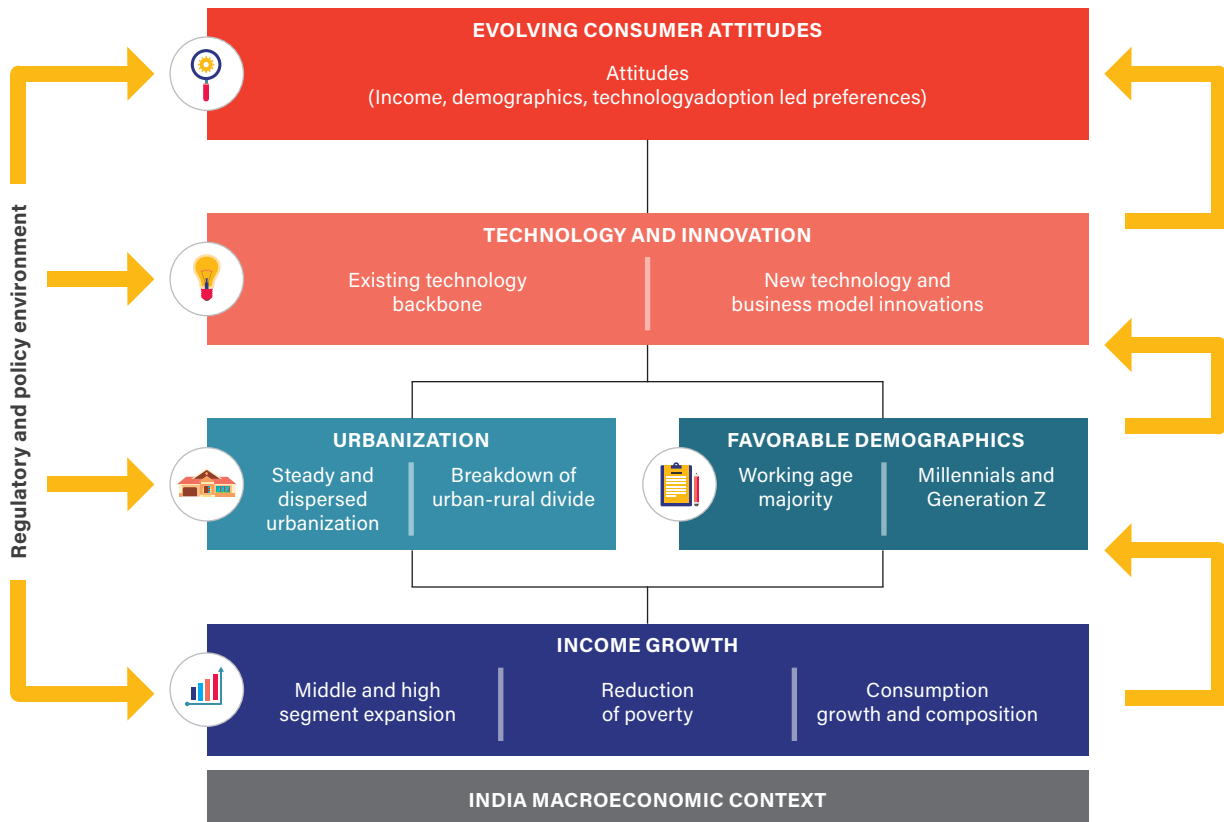 EVOLVING CONSUMER ATTITUDES
Attitudes
(Income, demographics, technologyadoption led preferences)
Regulatory and policy environment
TECHNOLOGY AND INNOVATION
Existing technology
backbone
New technology and
business model innovations
URBANIZATION
Steady and
dispersed
urbanization
Breakdown of
urban-rural divide
FAVORABLE DEMOGRAPHICS
Working age
majority
Millennials and
Generation Z
INCOME GROWTH
Middle and high
segment expansion
Reduction
of poverty
Consumption
growth and composition
INDIA MACROECONOMIC CONTEXT